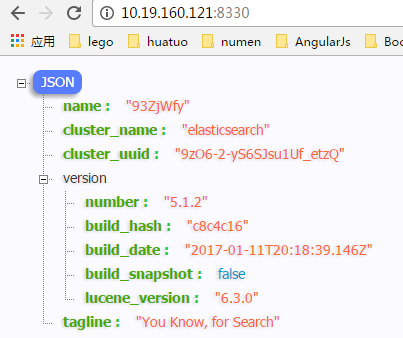 10.19.160.121:8330
应用 lego huatuo numen AngularJs Boo
JSON
name : "93ZjWfy"
cluster_name : "elasticsearch"
cluster_uuid : "9zO6-2-yS6SJsu1Uf_etzQ"
version
number : "5.1.2"
build_hash : "c8c4c16"
build_date : "2017-01-11T20:18:39.146Z"
build_snapshot : false
lucene_version : "6.3.0"
tagline : "You Know, for Search"